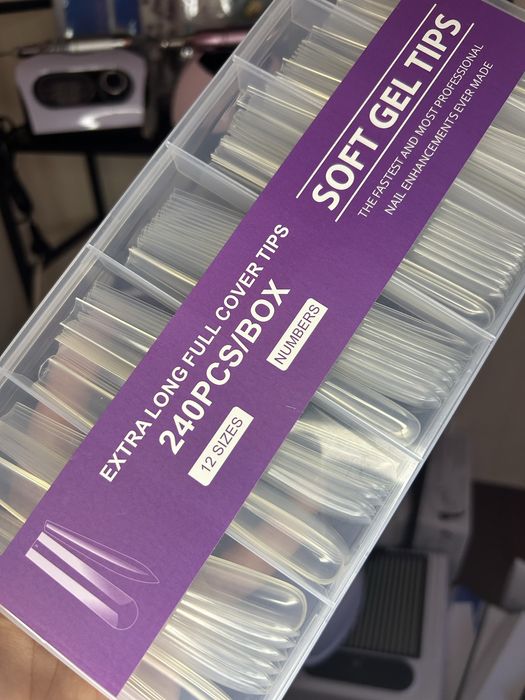 SOFT GEL TIPS
THE FASTEST AND MOST PROFESSIONAL
NAIL ENHANCEMENTS EVER MADE
EXTRA LONG FULL COVER TIPS
240PCS/BOX
12 SIZES
NUMBERS